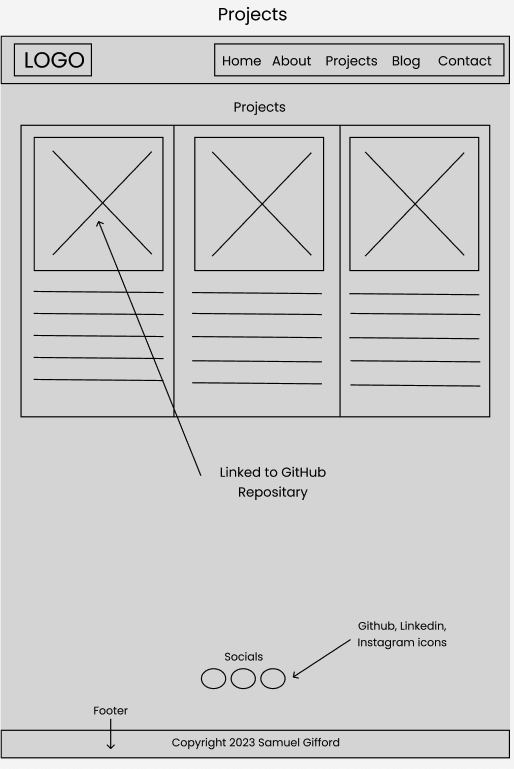 Projects
LOGO
Home About Projects Blog Contact
Projects
Linked to GitHub
Repositary
Github, Linkedin,
Instagram icons
Socials
Footer
Copyright 2023 Samuel Gifford